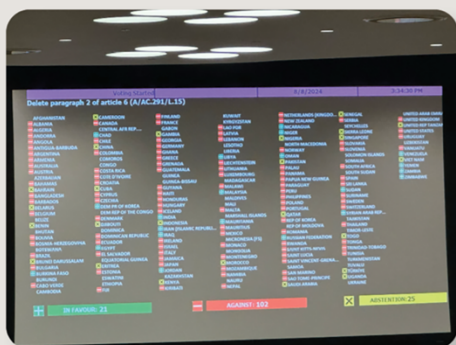 Voting Started 8/8/2024 3:34:30 PM
Delete paragraph 2 of article 6 (A/AC.291/L.15)
AFGHANISTAN
ALBANIA
ALGERIA
ANDORRA
ANGOLA
ANTIGUA-BARBUDA
ARGENTINA
ARMENIA
AUSTRALIA
AUSTRIA
AZERBAIJAN
BAHAMAS
BAHRAIN
BANGLADESH
BARBADOS
BELARUS
BELGIUM
BELIZE
BENIN
BHUTAN
BOLIVIA
BOSNIA-HERZEGOVINA
BOTSWANA
BRAZIL
BRUNEI DARUSSALAM
BULGARIA
BURKINA FASO
BURUNDI
CABO VERDE
CAMBODIA
CAMEROON
CANADA
CENTRAL AFR REP...
CHAD
CHILE
CHINA
COLOMBIA
COMOROS
CONGO
COSTA RICA
COTE D'IVOIRE
CROATIA
CUBA
CYPRUS
CZECHIA
DEM PR OF KOREA
DEM REP OF THE CONGO
DENMARK
DJIBOUTI
DOMINICA
DOMINICAN REPUBLIC
ECUADOR
EGYPT
EL SALVADOR
EQUATORIAL GUINEA
ERITREA
ESTONIA
ESWATINI
ETHIOPIA
FIJI
FINLAND
FRANCE
GABON
GAMBIA
GEORGIA
GERMANY
GHANA
GREECE
GRENADA
GUATEMALA
GUINEA
GUINEA-BISSAU
GUYANA
HAITI
HONDURAS
HUNGARY
ICELAND
INDIA
INDONESIA
IRAN (ISLAMIC REPUBLIC...
IRAQ
IRELAND
ISRAEL
ITALY
JAMAICA
JAPAN
JORDAN
KAZAKHSTAN
KENYA
KIRIBATI
KUWAIT
KYRGYZSTAN
LAO PDR
LATVIA
LEBANON
LESOTHO
LIBERIA
LIBYA
LIECHTENSTEIN
LITHUANIA
LUXEMBOURG
MADAGASCAR
MALAWI
MALAYSIA
MALDIVES
MALI
MALTA
MARSHALL ISLANDS
MAURITANIA
MAURITIUS
MEXICO
MICRONESIA (FS)
MONACO
MONGOLIA
MONTENEGRO
MOROCCO
MOZAMBIQUE
NAMIBIA
NAURU
NEPAL
NETHERLANDS (KINGDO...
NEW ZEALAND
NICARAGUA
NIGER
NIGERIA
NORTH MACEDONIA
NORWAY
OMAN
PAKISTAN
PALAU
PANAMA
PAPUA NEW GUINEA
PARAGUAY
PERU
PHILIPPINES
POLAND
PORTUGAL
QATAR
REP OF KOREA
REP OF MOLDOVA
ROMANIA
RUSSIAN FEDERATION
RWANDA
SAINT KITTS-NEVIS
SAINT LUCIA
SAINT VINCENT-GRENA...
SAMOA
SAN MARINO
SAO TOME-PRINCIPE
SAUDI ARABIA
SENEGAL
SERBIA
SEYCHELLES
SIERRA LEONE
SINGAPORE
SLOVAKIA
SLOVENIA
SOLOMON ISLANDS
SOMALIA
SOUTH AFRICA
SOUTH SUDAN
SPAIN
SRI LANKA
SUDAN
SURINAME
SWEDEN
SWITZERLAND
SYRIAN ARAB REP...
TAJIKISTAN
THAILAND
TIMOR-LESTE
TOGO
TONGA
TRINIDAD-TOBAGO
TUNISIA
TURKMENISTAN
TUVALU
TÜRKİYE
UGANDA
UKRAINE
UNITED ARAB EMIRA
UNITED KINGDOM
UNITED REP TANZANI
UNITED STATES
URUGUAY
UZBEKISTAN
VANUATU
VENEZUELA
VIET NAM
YEMEN
ZAMBIA
ZIMBABWE
IN FAVOUR: 21 AGAINST: 102 ABSTENTION: 25